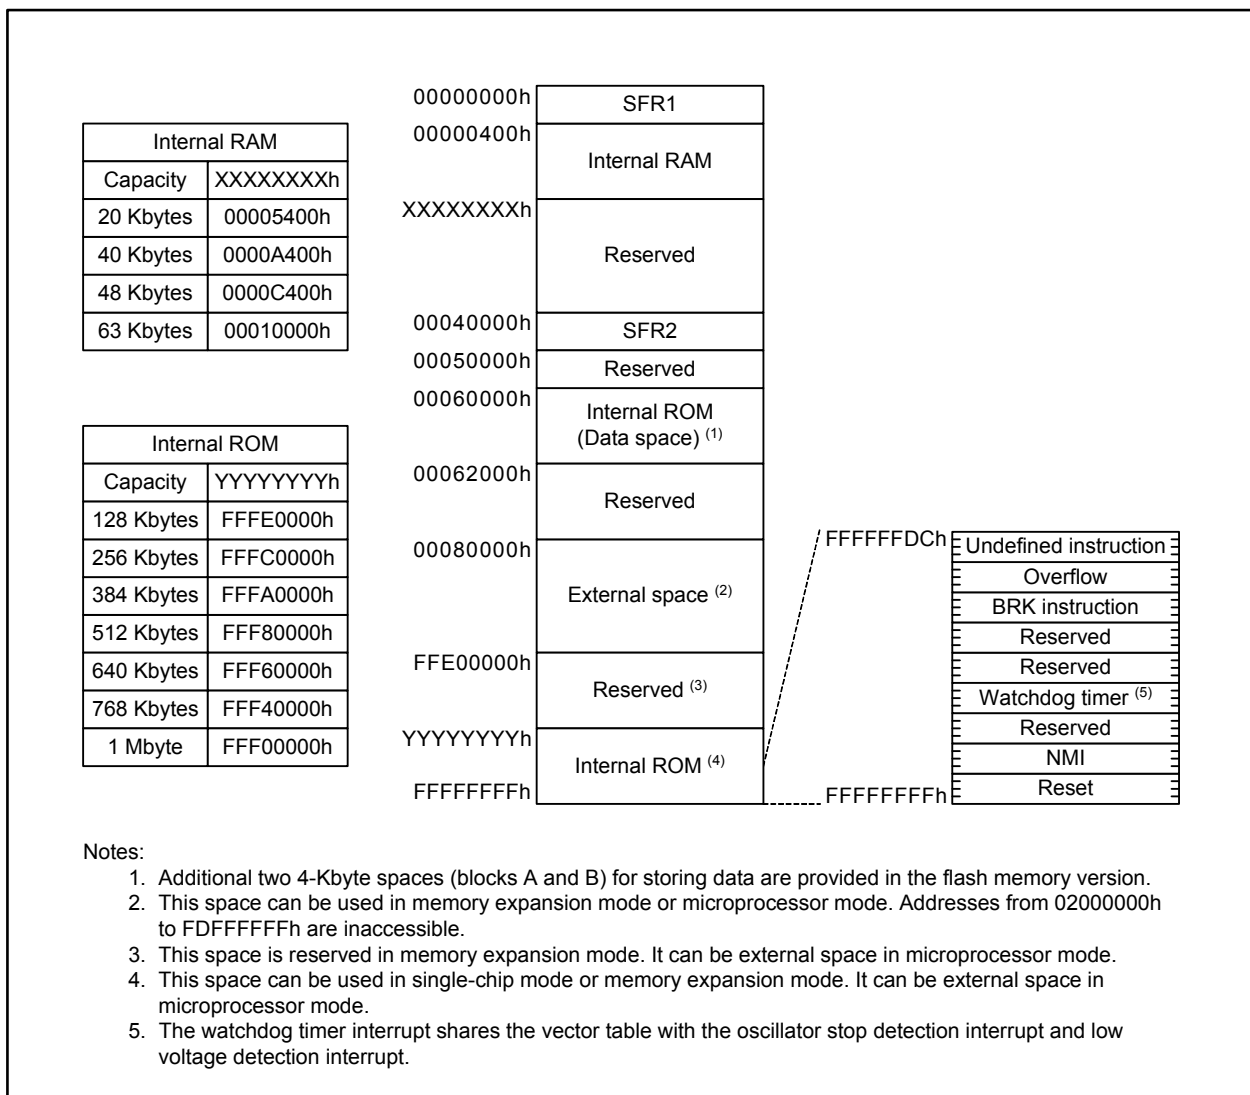 Internal RAM
Capacity XXXXXXXXh
20 Kbytes 00005400h
40 Kbytes 0000A400h
48 Kbytes 0000C400h
63 Kbytes 00010000h
Internal ROM
Capacity YYYYYYYYh
128 Kbytes FFFE0000h
256 Kbytes FFFC0000h
384 Kbytes FFFA0000h
512 Kbytes FFF80000h
640 Kbytes FFF60000h
768 Kbytes FFF40000h
1 Mbyte FFF00000h
00000000h
SFR1
00000400h
Internal RAM
XXXXXXXXh
Reserved
00040000h
SFR2
00050000h
Reserved
00060000h
Internal ROM
(Data space) (1)
00062000h
Reserved
00080000h
External space (2)
FFE00000h
Reserved (3)
YYYYYYYYh
Internal ROM (4)
FFFFFFFFh
FFFFFFDCh
Undefined instruction
Overflow
BRK instruction
Reserved
Reserved
Watchdog timer (5)
Reserved
NMI
Reset
FFFFFFFFh
Notes:
1. Additional two 4-Kbyte spaces (blocks A and B) for storing data are provided in the flash memory version.
2. This space can be used in memory expansion mode or microprocessor mode. Addresses from 02000000h
to FDFFFFFFh are inaccessible.
3. This space is reserved in memory expansion mode. It can be external space in microprocessor mode.
4. This space can be used in single-chip mode or memory expansion mode. It can be external space in
microprocessor mode.
5. The watchdog timer interrupt shares the vector table with the oscillator stop detection interrupt and low
voltage detection interrupt.